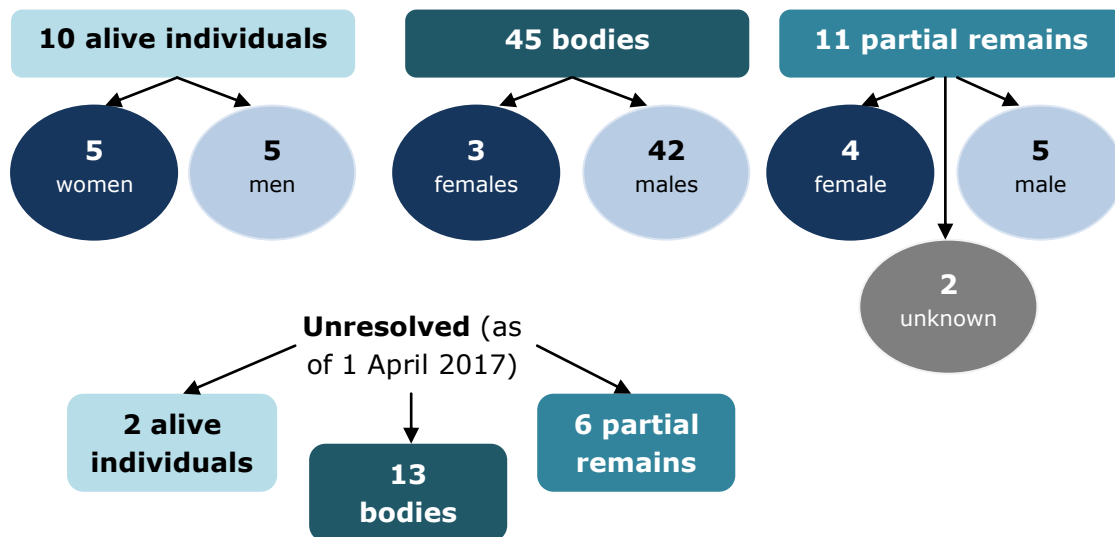 10 alive individuals
45 bodies
11 partial remains
5
women
5
men
3
females
42
males
4
female
5
male
2
unknown
Unresolved (as
of 1 April 2017)
2 alive
individuals
13
bodies
6 partial
remains